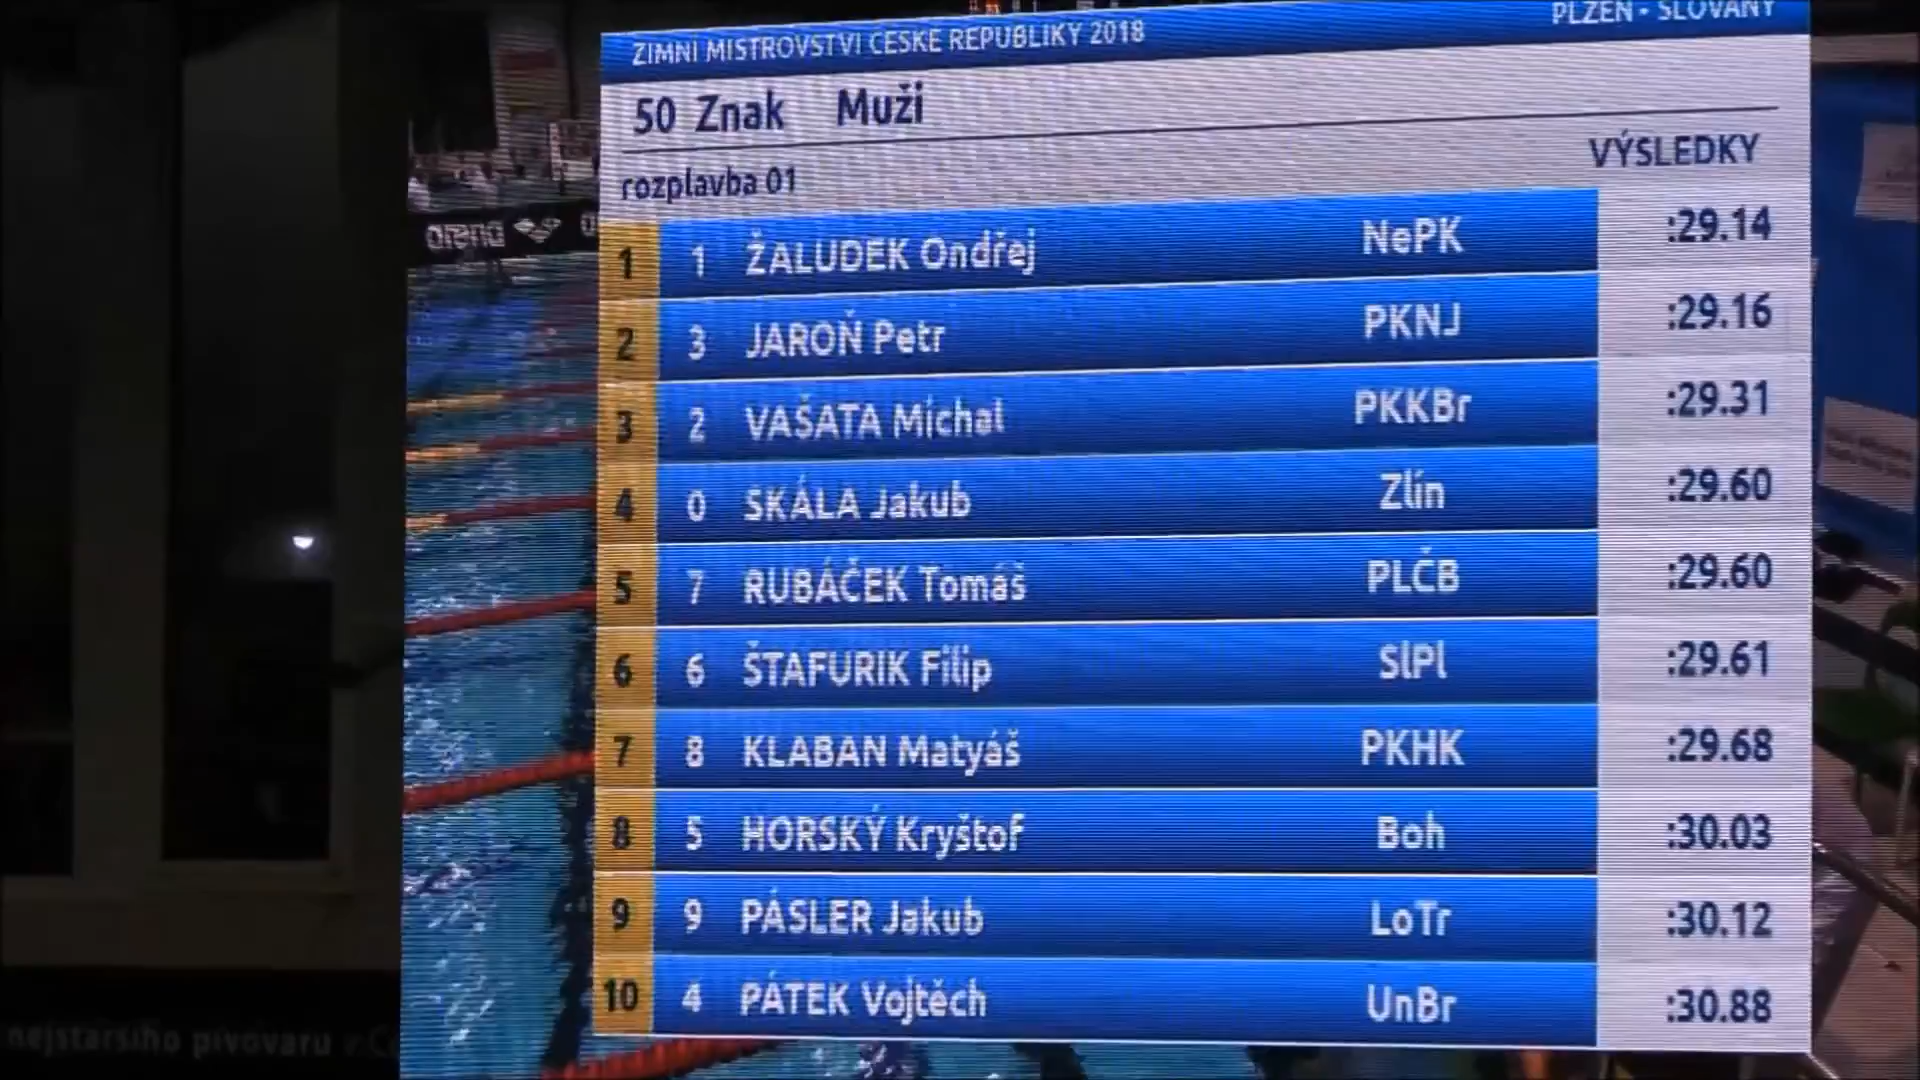 PLZEŇ - SLOVANY
ZIMNÍ MISTROVSTVÍ ČESKÉ REPUBLIKY 2018
50 Znak Muži
VÝSLEDKY
rozplavba 01
arena
1 1 ŽALUDEK Ondřej NePK :29.14
2 3 JAROŇ Petr PKNJ :29.16
3 2 VAŠATA Michal PKKBr :29.31
4 0 SKÁLA Jakub Zlín :29.60
5 7 RUBÁČEK Tomáš PLČB :29.60
6 6 ŠTAFURIK Filip SlPl :29.61
7 8 KLABAN Matyáš PKHK :29.68
8 5 HORSKÝ Kryštof Boh :30.03
9 9 PÁSLER Jakub LoTr :30.12
10 4 PÁTEK Vojtěch UnBr :30.88
nejstaršího pivovaru